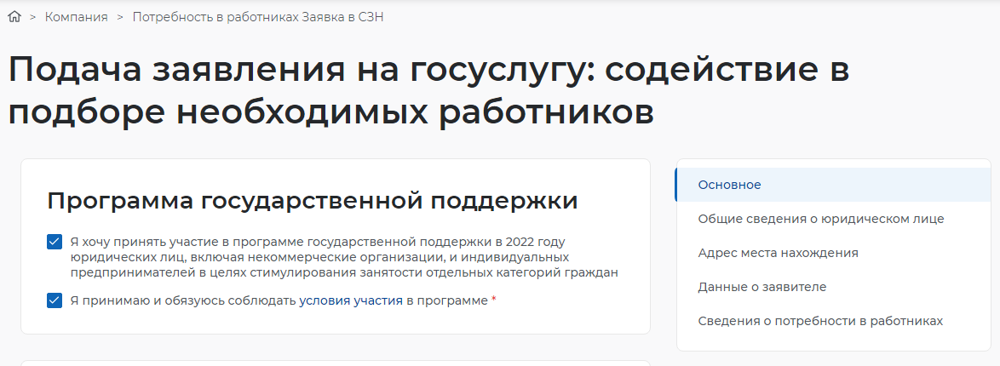 > Компания > Потребность в работниках Заявка в СЗН
Подача заявления на госуслугу: содействие в
подборе необходимых работников
Программа государственной поддержки
Я хочу принять участие в программе государственной поддержки в 2022 году
юридических лиц, включая некоммерческие организации, и индивидуальных
предпринимателей в целях стимулирования занятости отдельных категорий граждан
Я принимаю и обязуюсь соблюдать условия участия в программе *
Основное
Общие сведения о юридическом лице
Адрес места нахождения
Данные о заявителе
Сведения о потребности в работниках